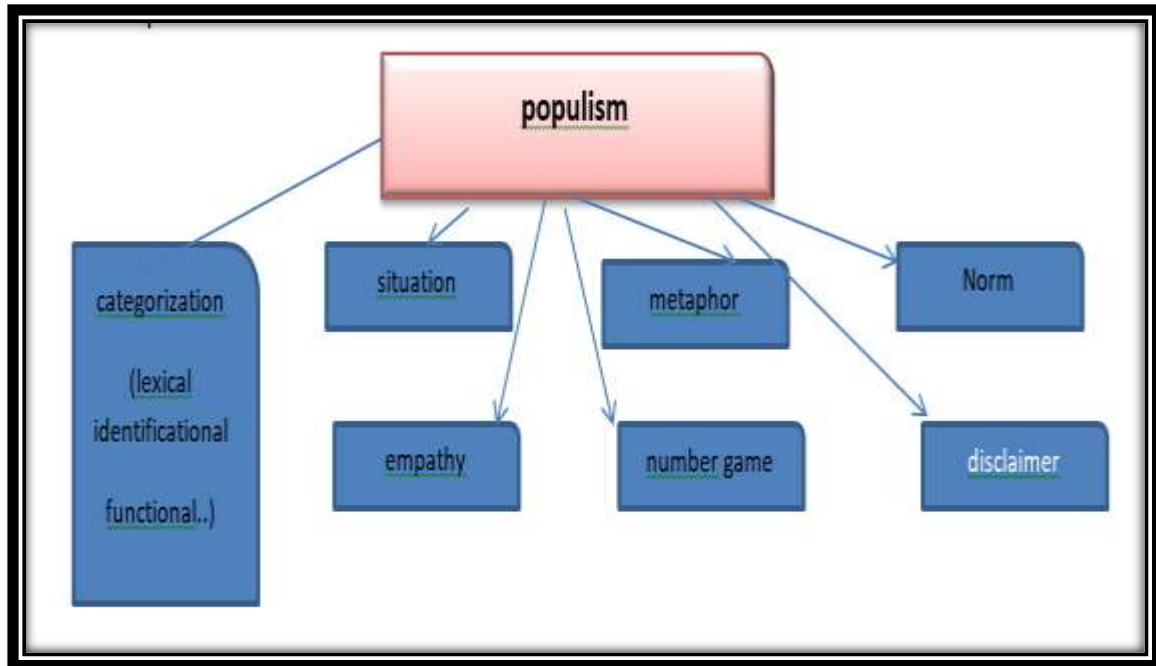 populism
categorization
(lexical
identificational
functional..)
situation
metaphor
Norm
empathy
number game
disclaimer